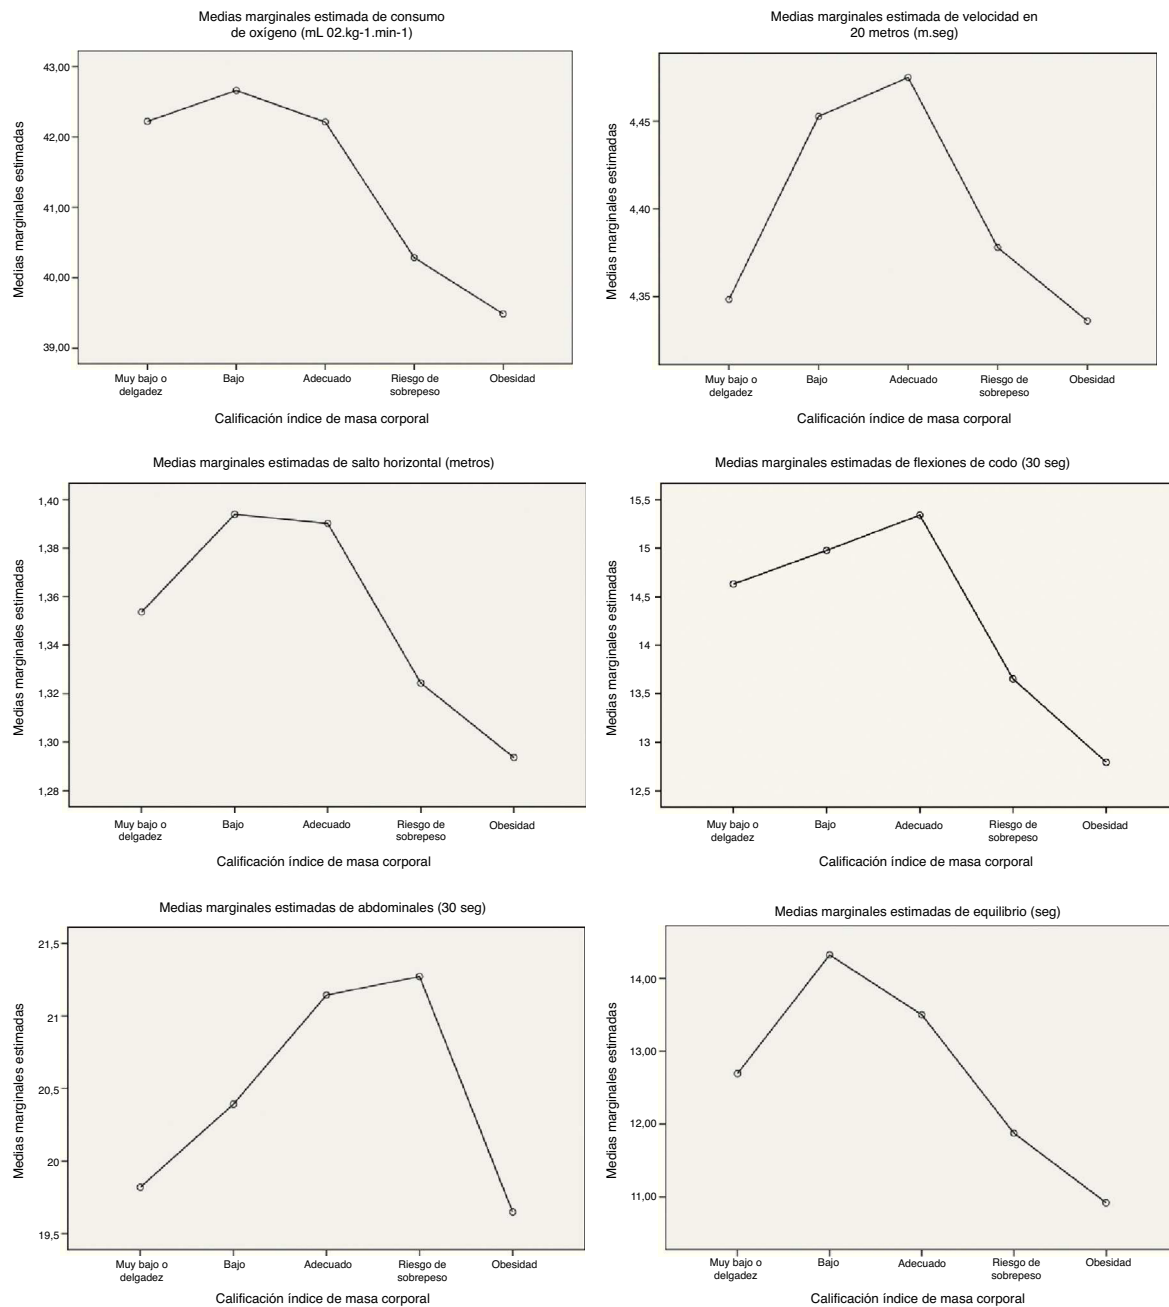 Medias marginales estimada de consumo
de oxígeno (mL 02.kg-1.min-1)
Medias marginales estimadas
43,00
42,00
41,00
40,00
39,00
Muy bajo o
delgadez
Bajo
Adecuado
Riesgo de
sobrepeso
Obesidad
Calificación índice de masa corporal
Medias marginales estimada de velocidad en
20 metros (m.seg)
Medias marginales estimadas
4,45
4,40
4,35
Muy bajo o
delgadez
Bajo
Adecuado
Riesgo de
sobrepeso
Obesidad
Calificación índice de masa corporal
Medias marginales estimadas de salto horizontal (metros)
Medias marginales estimadas
1,40
1,38
1,36
1,34
1,32
1,30
1,28
Muy bajo o
delgadez
Bajo
Adecuado
Riesgo de
sobrepeso
Obesidad
Calificación índice de masa corporal
Medias marginales estimadas de flexiones de codo (30 seg)
Medias marginales estimadas
15,5
15
14,5
14
13,5
13
12,5
Muy bajo o
delgadez
Bajo
Adecuado
Riesgo de
sobrepeso
Obesidad
Calificación índice de masa corporal
Medias marginales estimadas de abdominales (30 seg)
Medias marginales estimadas
21,5
21
20,5
20
19,5
Muy bajo o
delgadez
Bajo
Adecuado
Riesgo de
sobrepeso
Obesidad
Calificación índice de masa corporal
Medias marginales estimadas de equilibrio (seg)
Medias marginales estimadas
14,00
13,00
12,00
11,00
Muy bajo o
delgadez
Bajo
Adecuado
Riesgo de
sobrepeso
Obesidad
Calificación índice de masa corporal